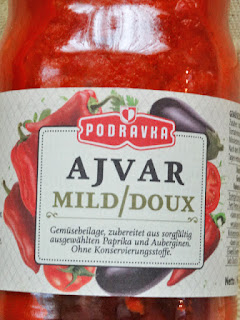 PODRAVKA
AJVAR
MILD/DOUX
Gemüsebeilage, zubereitet aus sorgfältig
ausgewählten Paprika und Auberginen.
Ohne Konservierungsstoffe.